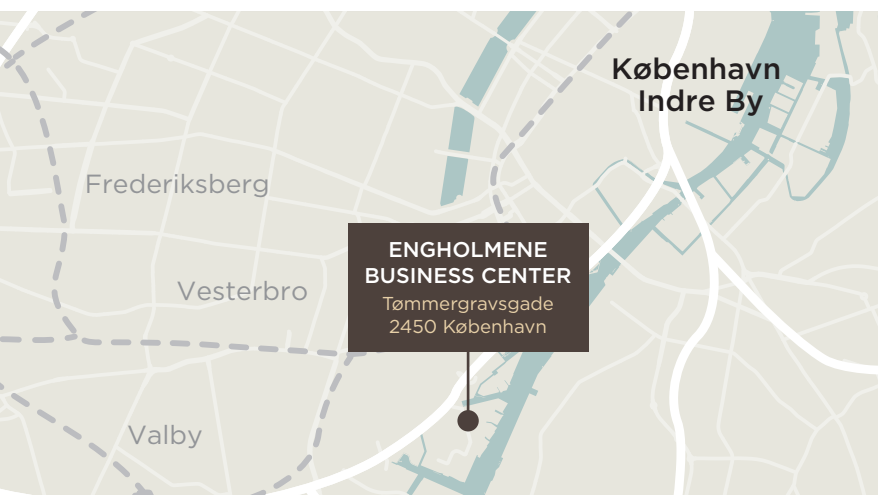 København
Indre By
Frederiksberg
ENGHOLMENE
BUSINESS CENTER
Tømmergravsgade
2450 København
Vesterbro
Valby